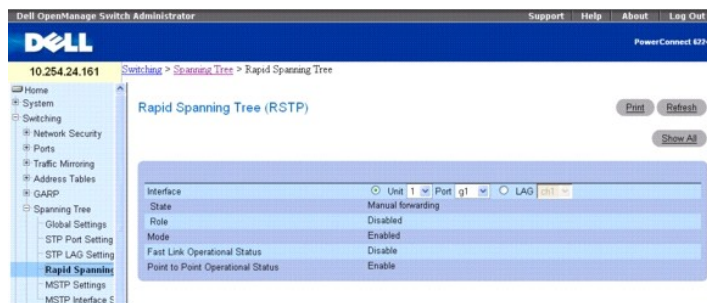 Dell OpenManage Switch Administrator
Support Help About Log Out
DELL
PowerConnect
10.254.24.161
Switching > Spanning Tree > Rapid Spanning Tree
Home
System
Switching
Network Security
Ports
Traffic Mirroring
Address Tables
GARP
Spanning Tree
Global Settings
STP Port Setting
STP LAG Setting
Rapid Spanning
MSTP Settings
MSTP Interface S
Rapid Spanning Tree (RSTP)
Print Refresh
Show All
Interface Unit 1 Port g1 LAG ch1
State Manual forwarding
Role Disabled
Mode Enabled
Fast Link Operational Status Disable
Point to Point Operational Status Enable